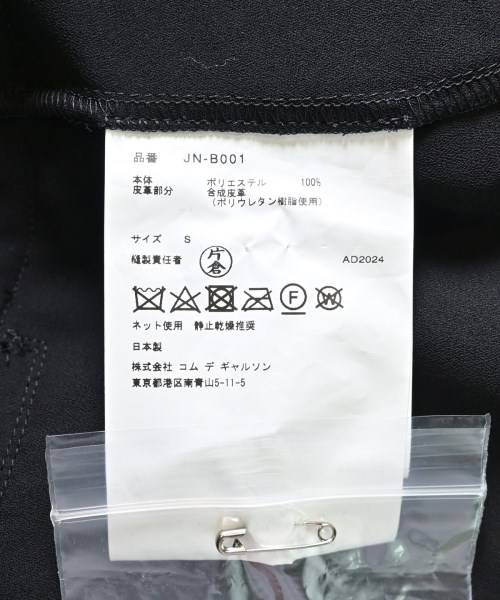 品番 JN-B001
本体 ポリエステル 100%
皮革部分 合成皮革
(ポリウレタン樹脂使用)
サイズ S
縫製責任者 片倉 AD2024
F W
ネット使用 静止乾燥推奨
日本製
株式会社 コム デ ギャルソン
東京都港区南青山5-11-5